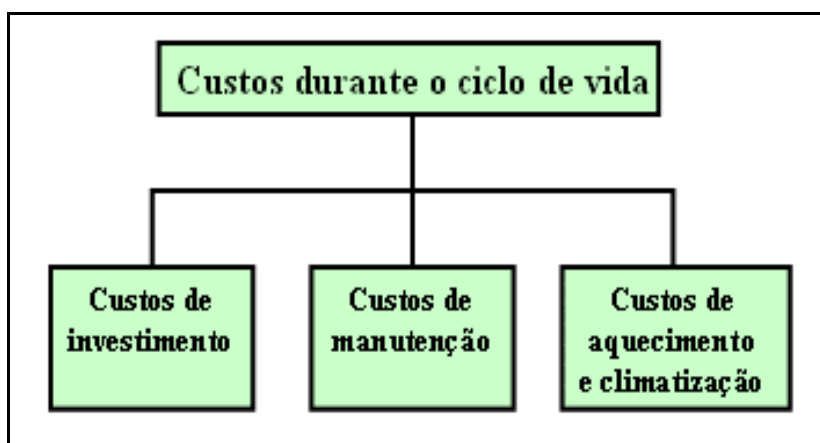 Custos durante o ciclo de vida
Custos de
investimento
Custos de
manutenção
Custos de
aquecimento
e climatização